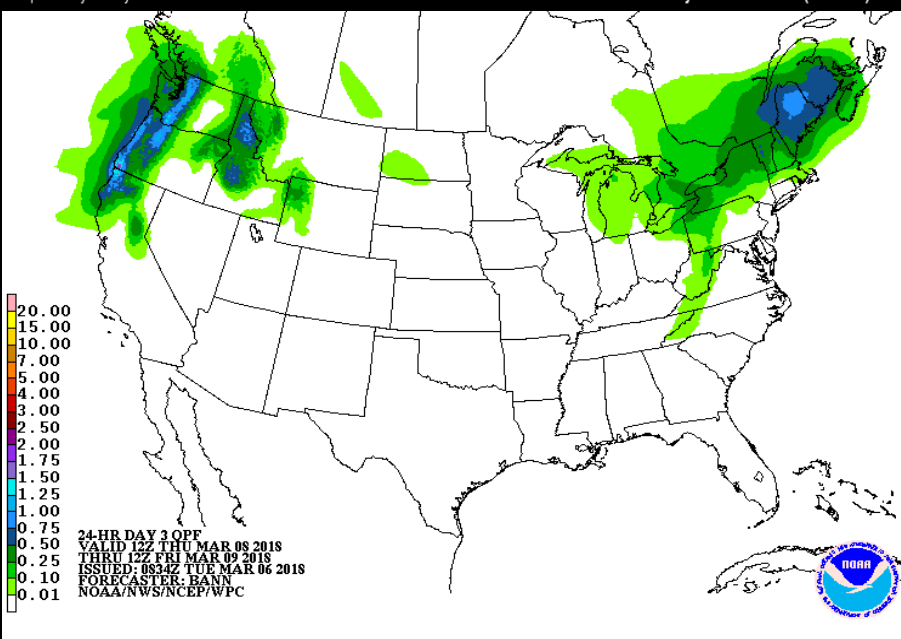 20.00
15.00
10.00
7.00
5.00
4.00
3.00
2.50
2.00
1.75
1.50
1.25
1.00
0.75
0.50
0.25
0.10
0.01
24-HR DAY 3 QPF
VALID 12Z THU MAR 08 2018
THRU 12Z FRI MAR 09 2018
ISSUED: 0834Z TUE MAR 06 2018
FORECASTER: BANN
NOAA/NWS/NCEP/WPC
NOAA